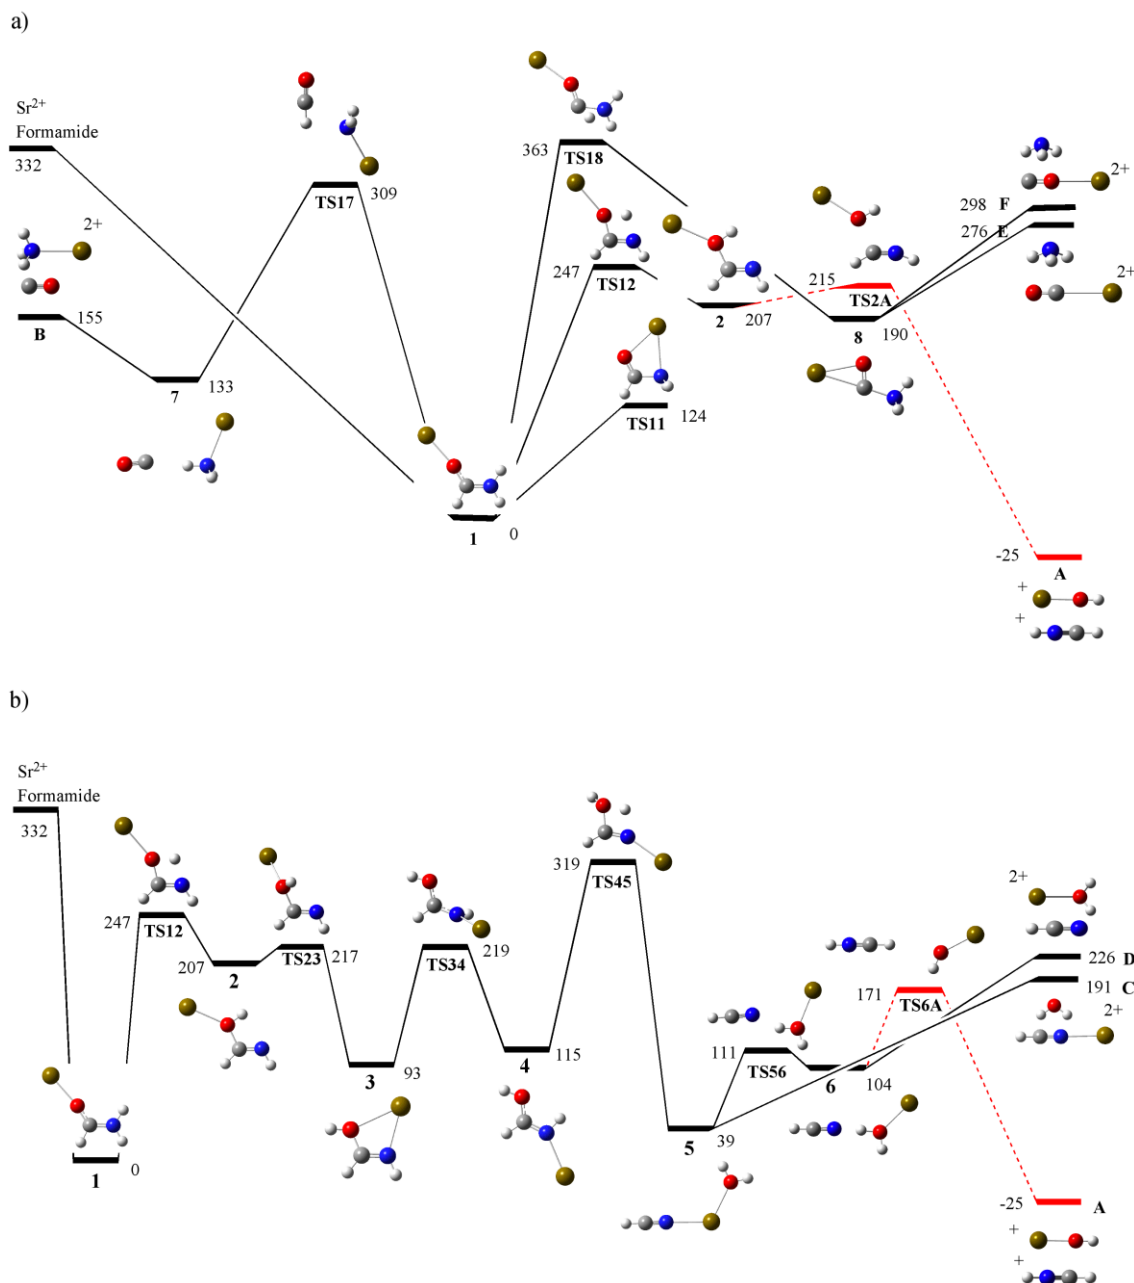 a)
Sr2+
Formamide
332
2+
155
B
7
133
TS17
309
363
TS18
247
TS12
2
207
TS11
124
1
0
215
TS2A
8
190
298
F
276
E
2+
2+
-25
A
+
+
b)
Sr2+
Formamide
332
247
TS12
207
2
TS23
217
3
93
TS34
219
4
115
319
TS45
5
39
111
TS56
6
104
171
TS6A
2+
226
D
191
C
2+
1
0
-25
A
+
+